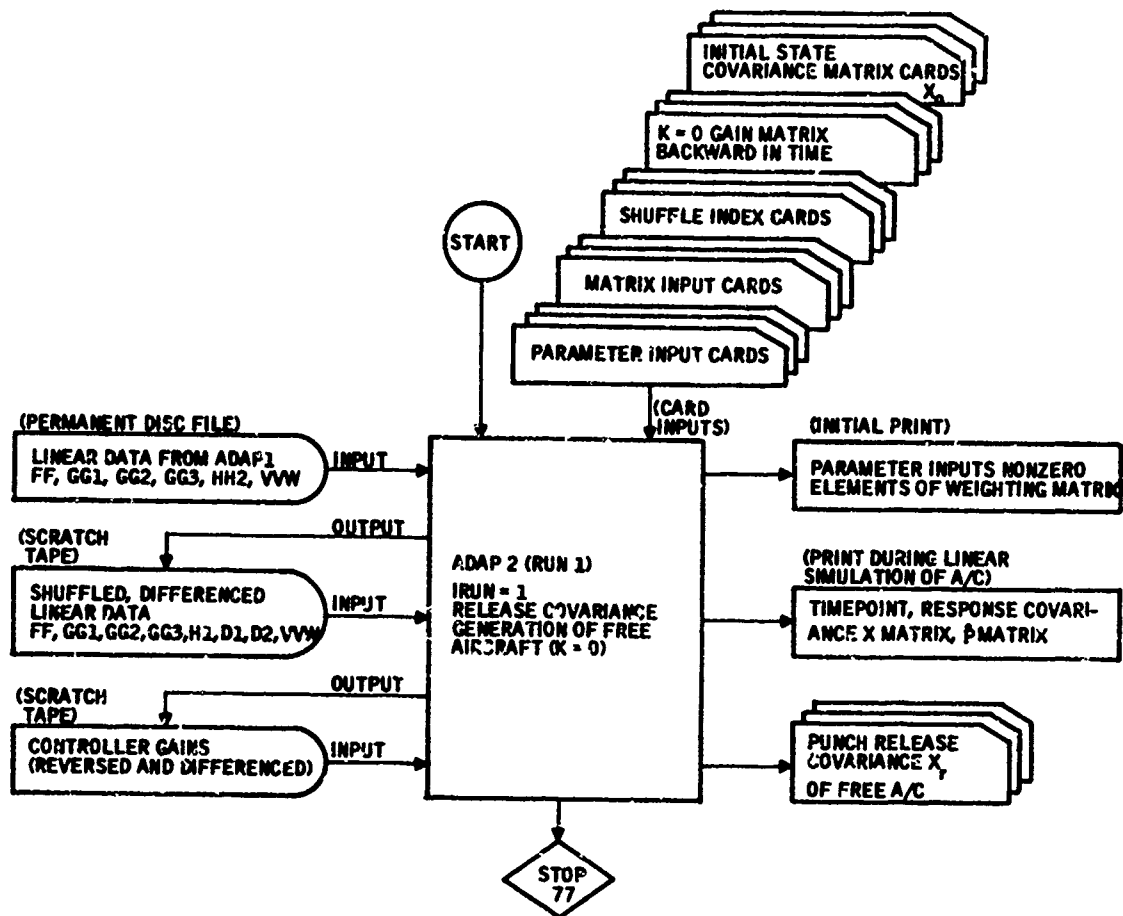 INITIAL STATE
COVARIANCE MATRIX CARDS
X₀
K = 0 GAIN MATRIX
BACKWARD IN TIME
SHUFFLE INDEX CARDS
MATRIX INPUT CARDS
PARAMETER INPUT CARDS
START
(CARD
INPUTS)
(PERMANENT DISC FILE)
LINEAR DATA FROM ADAP1
FF, GG1, GG2, GG3, HH2, VVW
INPUT
OUTPUT
(SCRATCH
TAPE)
SHUFFLED, DIFFERENCED
LINEAR DATA
FF, GG1,GG2,GG3,H1,D1,D2,VVW
INPUT
OUTPUT
(SCRATCH
TAPE)
CONTROLLER GAINS
(REVERSED AND DIFFERENCED)
INPUT
ADAP 2 (RUN 1)
IRUN = 1
RELEASE COVARIANCE
GENERATION OF FREE
AIRCRAFT (K = 0)
(INITIAL PRINT)
PARAMETER INPUTS NONZERO
ELEMENTS OF WEIGHTING MATRIX
(PRINT DURING LINEAR
SIMULATION OF A/C)
TIMEPOINT, RESPONSE COVARI-
ANCE X MATRIX, MATRIX
PUNCH RELEASE
COVARIANCE Xᵣ
OF FREE A/C
STOP
77